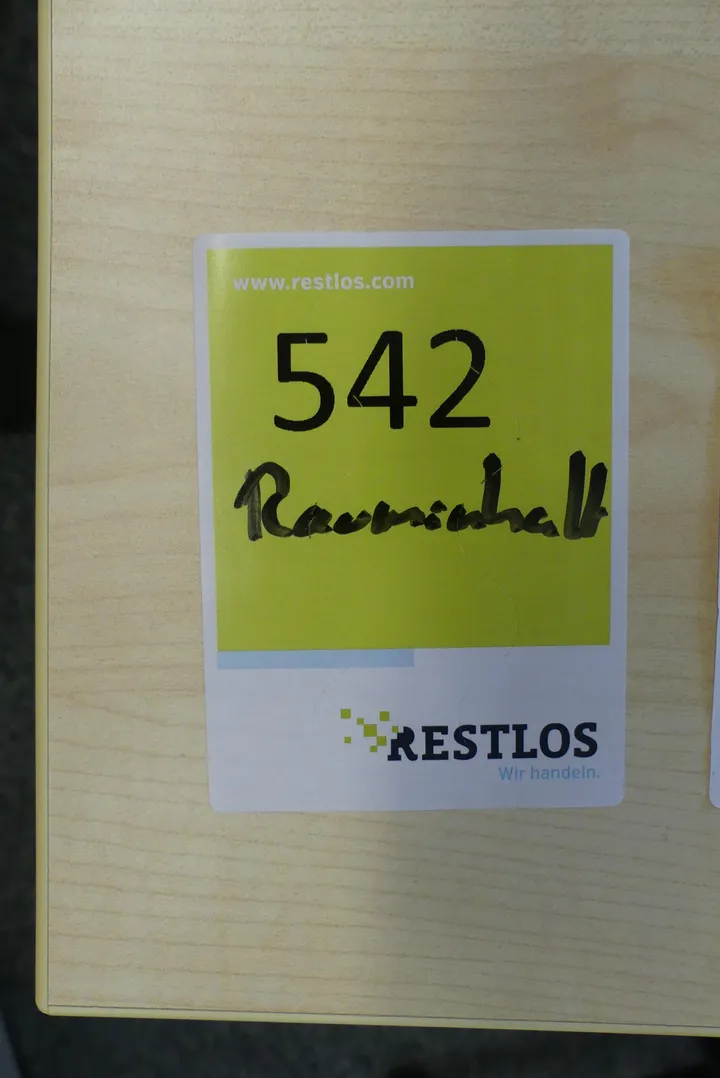 www.restlos.com
542
Rauminhalt
RESTLOS
Wir handeln.